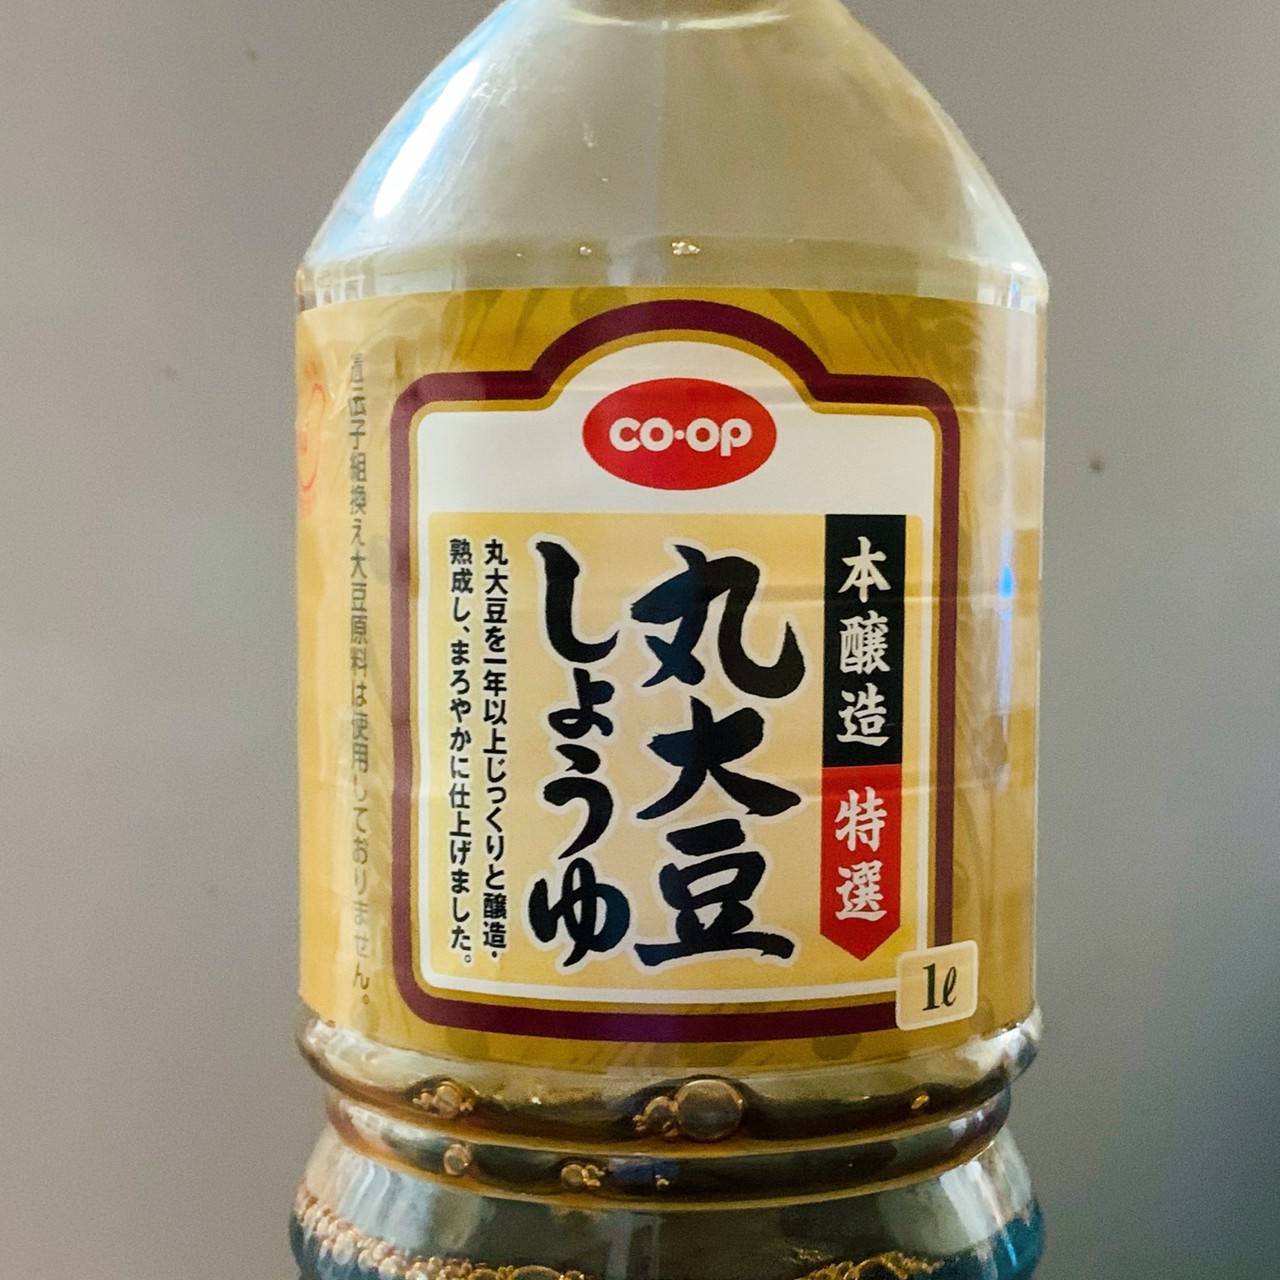 CO·OP
本醸造
特選
丸大豆
しょうゆ
丸大豆を一年以上じっくりと醸造・
熟成し、まろやかに仕上げました。
遺伝子組換え大豆原料は使用しておりません。
1ℓ